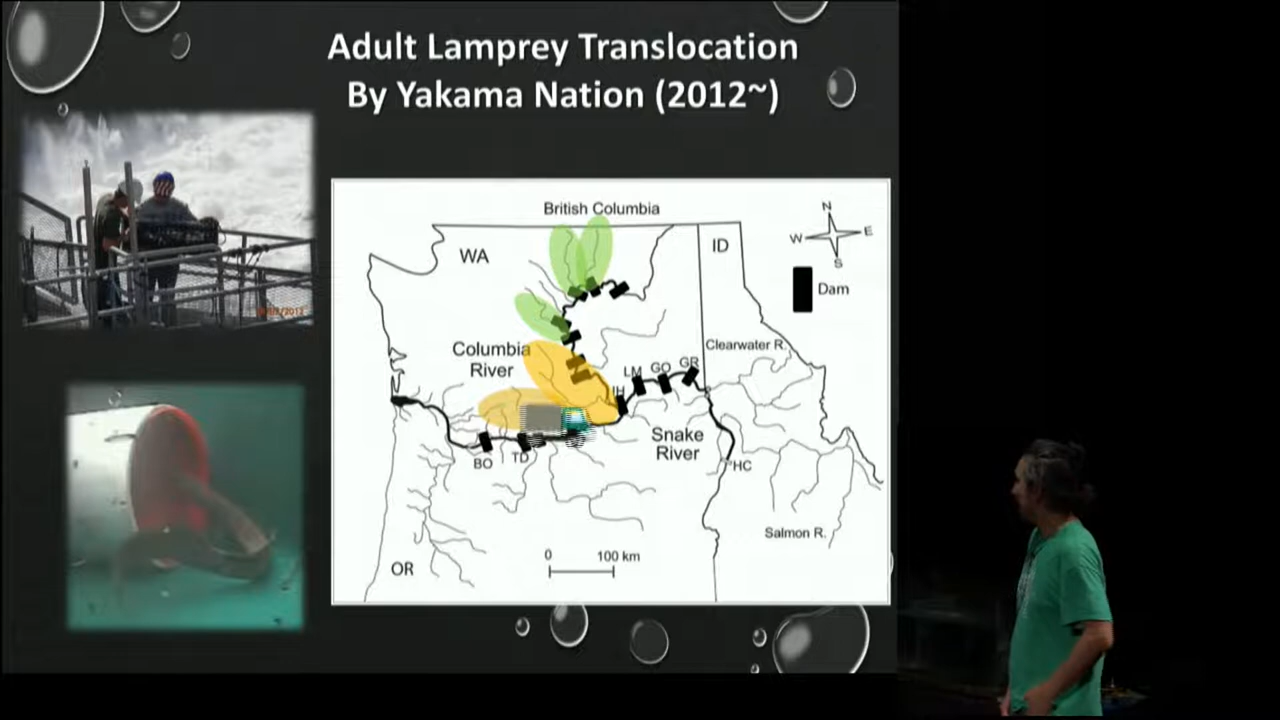 Adult Lamprey Translocation
By Yakama Nation (2012~)
British Columbia
N
W E
S
WA
ID
Dam
Columbia
River
Clearwater R.
LM GO GR
IH
Snake
River
BO TD
HC
Salmon R.
0 100 km
OR